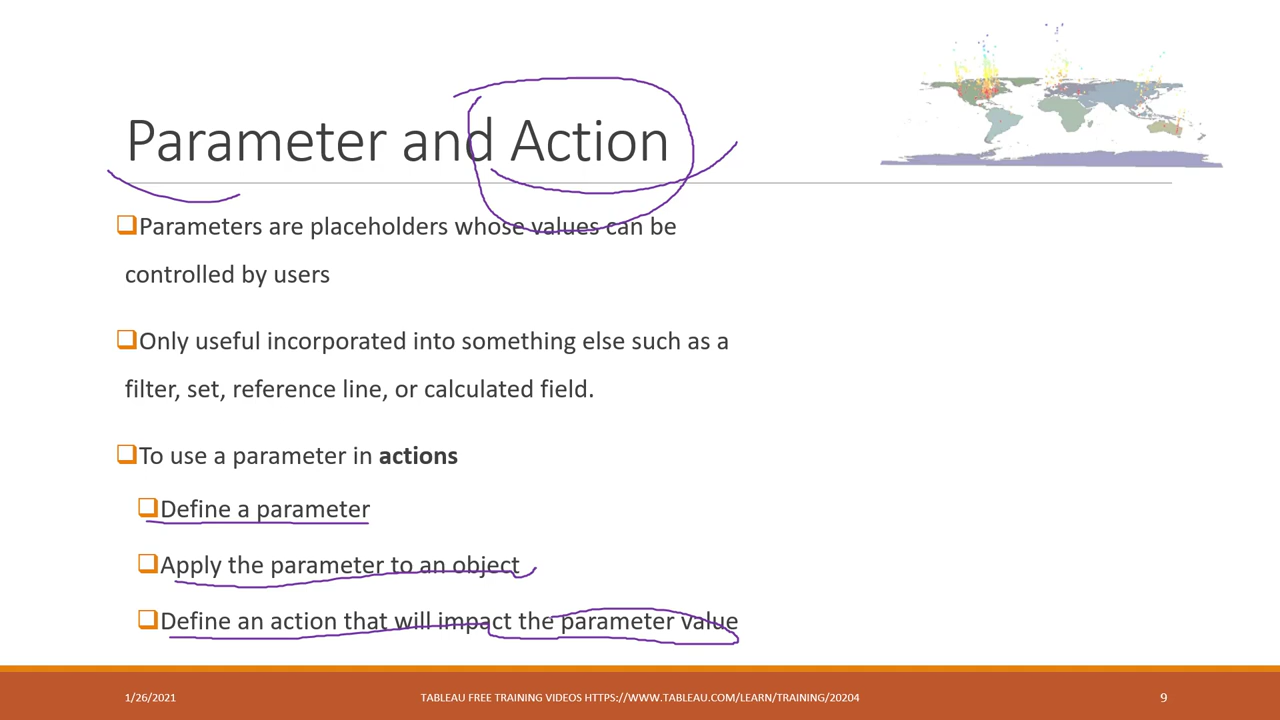 Parameter and Action
Parameters are placeholders whose values can be
controlled by users
Only useful incorporated into something else such as a
filter, set, reference line, or calculated field.
To use a parameter in actions
Define a parameter
Apply the parameter to an object
Define an action that will impact the parameter value
1/26/2021
TABLEAU FREE TRAINING VIDEOS HTTPS://WWW.TABLEAU.COM/LEARN/TRAINING/20204
9